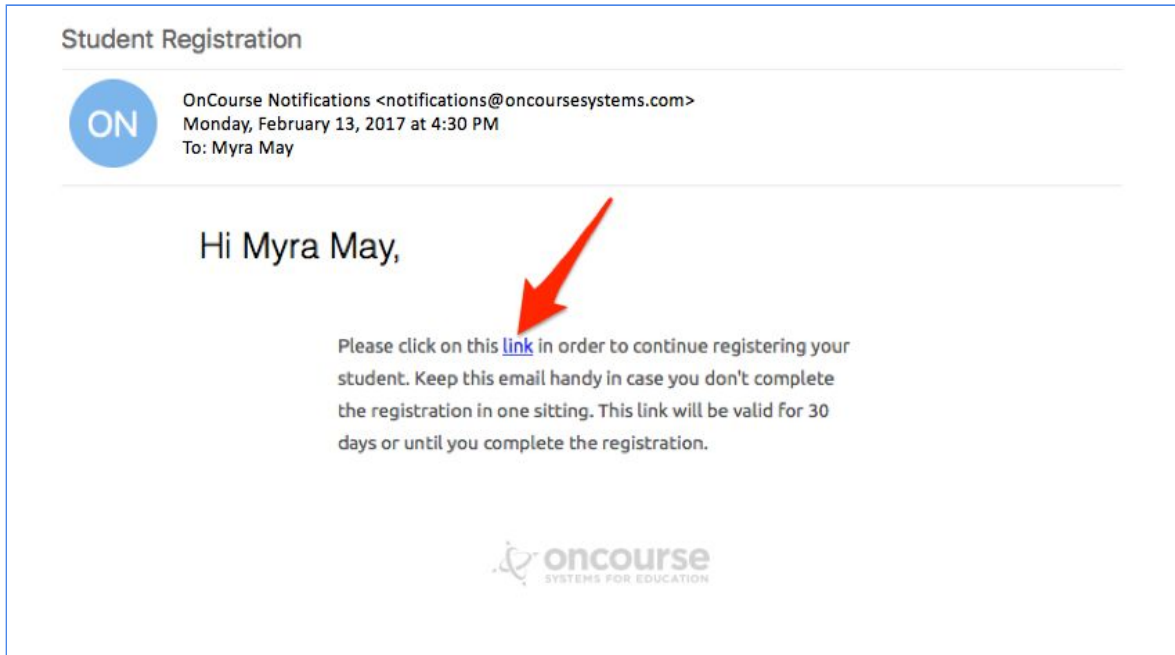 Student Registration
ON
OnCourse Notifications <notifications@oncoursesystems.com>
Monday, February 13, 2017 at 4:30 PM
To: Myra May
Hi Myra May,
Please click on this link in order to continue registering your
student. Keep this email handy in case you don't complete
the registration in one sitting. This link will be valid for 30
days or until you complete the registration.
oncourse
SYSTEMS FOR EDUCATION